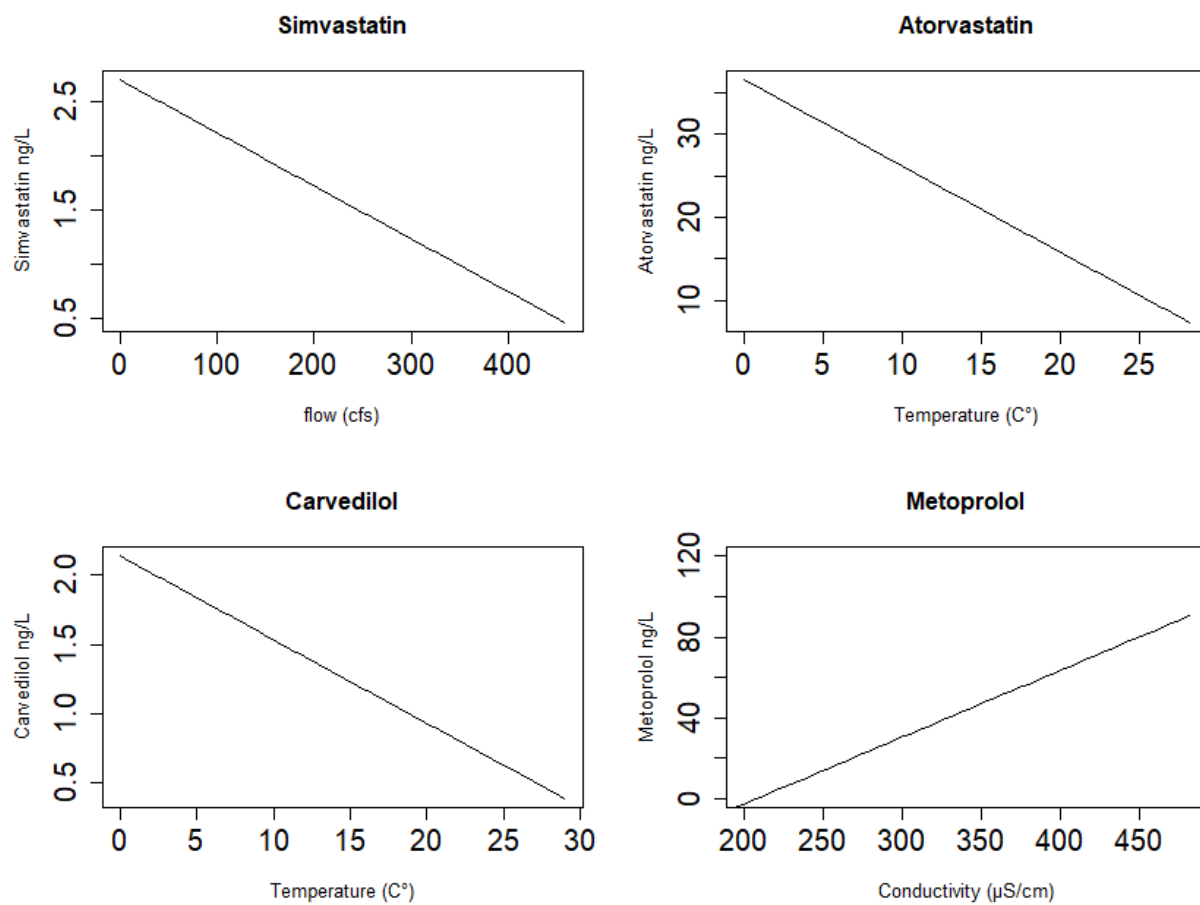 Simvastatin
Simvastatin ng/L
2.5
1.5
0.5
0 100 200 300 400
flow (cfs)
Atorvastatin
Atorvastatin ng/L
30
20
10
0 5 10 15 20 25
Temperature (C°)
Carvedilol
Carvedilol ng/L
2.0
1.5
1.0
0.5
0 5 10 15 20 25 30
Temperature (C°)
Metoprolol
Metoprolol ng/L
120
80
40
0
200 250 300 350 400 450
Conductivity (µS/cm)